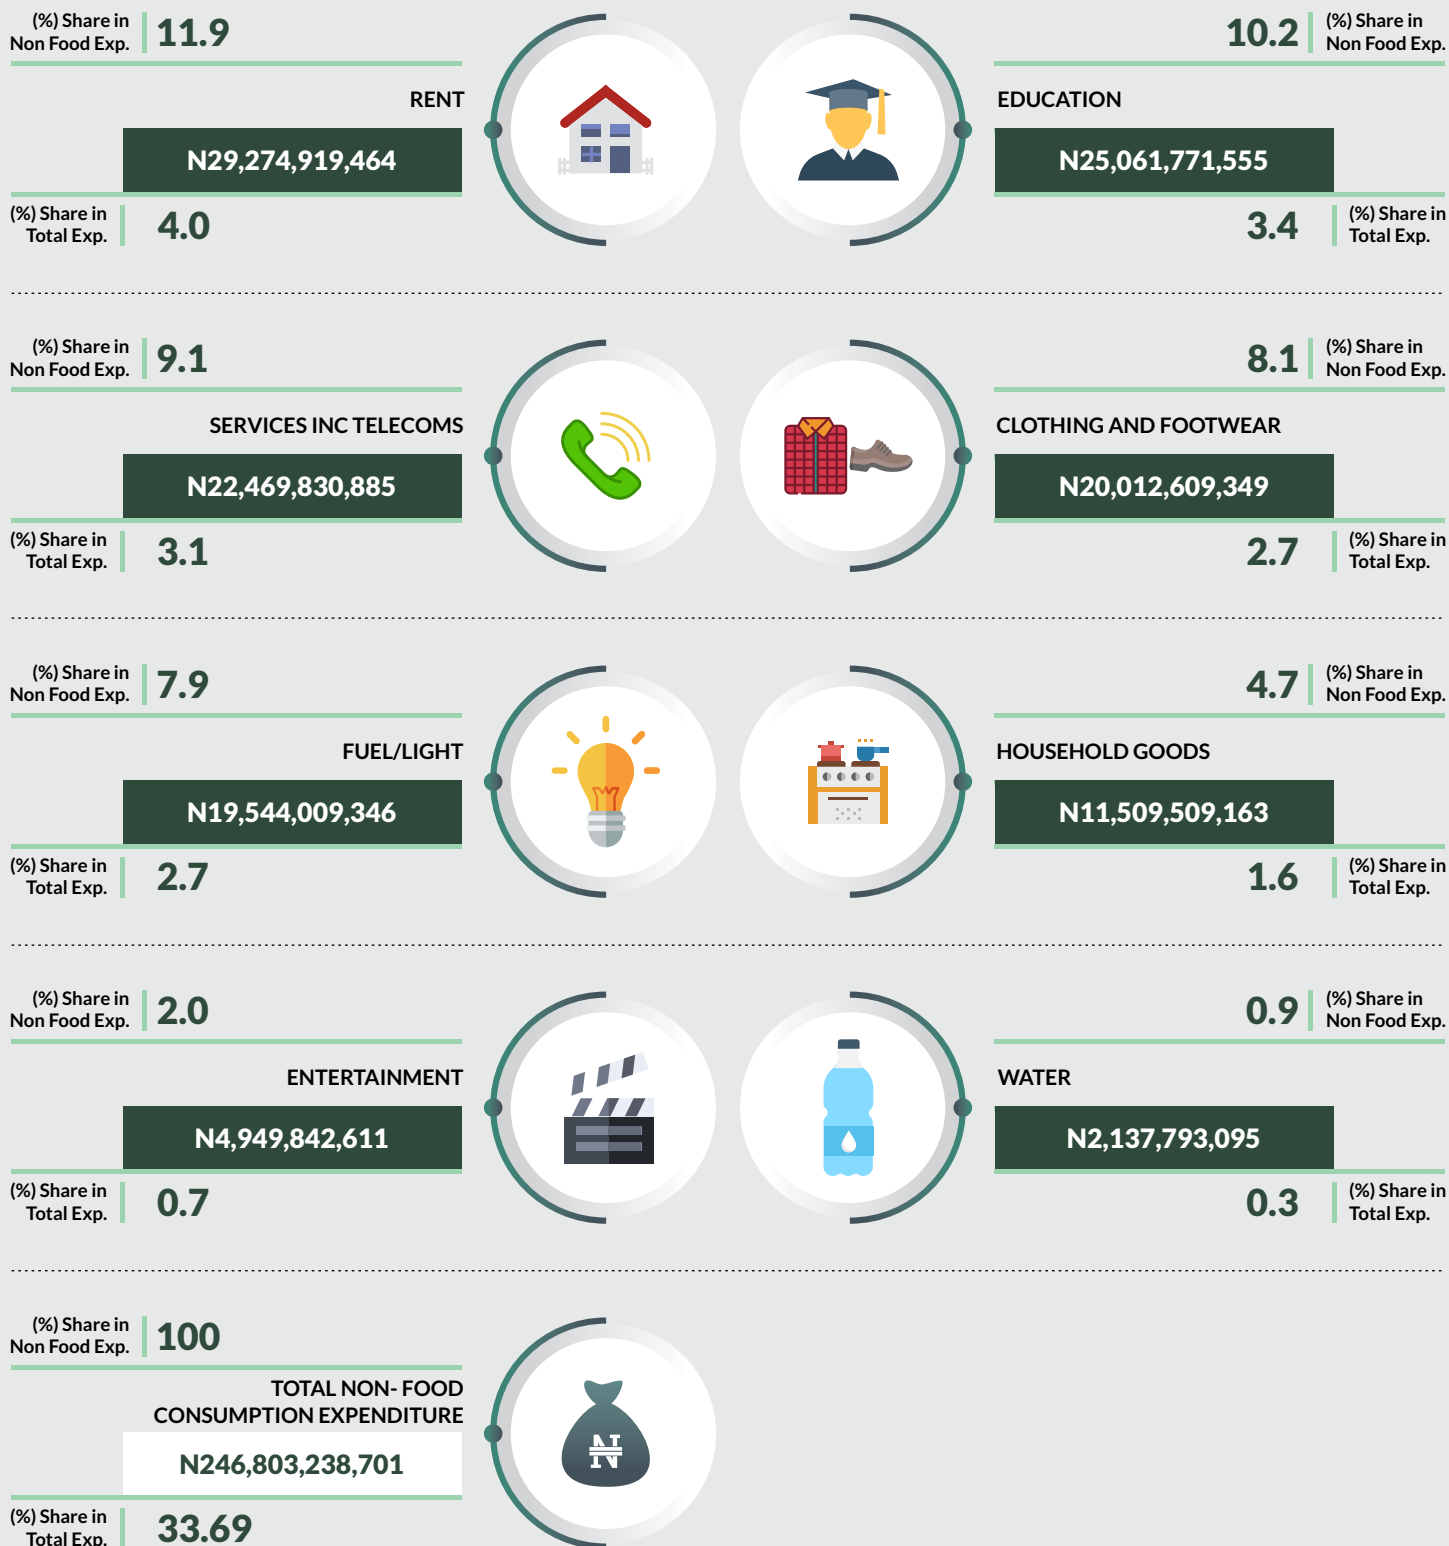 (%) Share in
Non Food Exp.
11.9
RENT
N29,274,919,464
(%) Share in
Total Exp.
4.0
10.2
(%) Share in
Non Food Exp.
EDUCATION
N25,061,771,555
3.4
(%) Share in
Total Exp.
(%) Share in
Non Food Exp.
9.1
SERVICES INC TELECOMS
N22,469,830,885
(%) Share in
Total Exp.
3.1
8.1
(%) Share in
Non Food Exp.
CLOTHING AND FOOTWEAR
N20,012,609,349
2.7
(%) Share in
Total Exp.
(%) Share in
Non Food Exp.
7.9
FUEL/LIGHT
N19,544,009,346
(%) Share in
Total Exp.
2.7
4.7
(%) Share in
Non Food Exp.
HOUSEHOLD GOODS
N11,509,509,163
1.6
(%) Share in
Total Exp.
(%) Share in
Non Food Exp.
2.0
ENTERTAINMENT
N4,949,842,611
(%) Share in
Total Exp.
0.7
0.9
(%) Share in
Non Food Exp.
WATER
N2,137,793,095
0.3
(%) Share in
Total Exp.
(%) Share in
Non Food Exp.
100
TOTAL NON- FOOD
CONSUMPTION EXPENDITURE
N246,803,238,701
₦
(%) Share in
Total Exp.
33.69